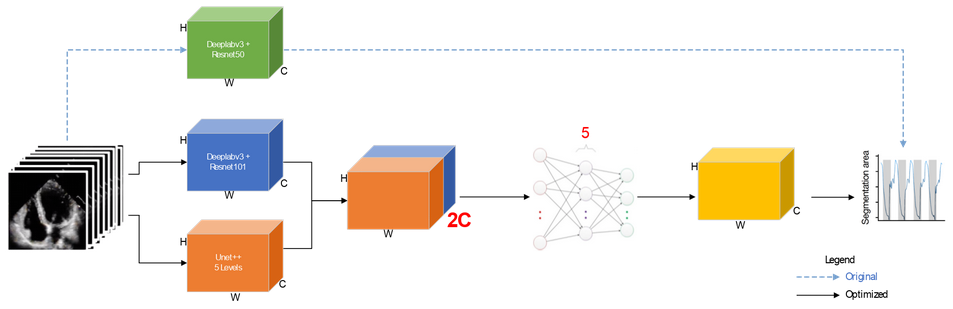 H
Deeplabv3 +
Resnet50
C
W
H
Deeplabv3 +
Resnet101
C
W
H
Unet++
5 Levels
C
W
H
2C
W
5
H
C
W
Segmentation area
Legend
Original
Optimized